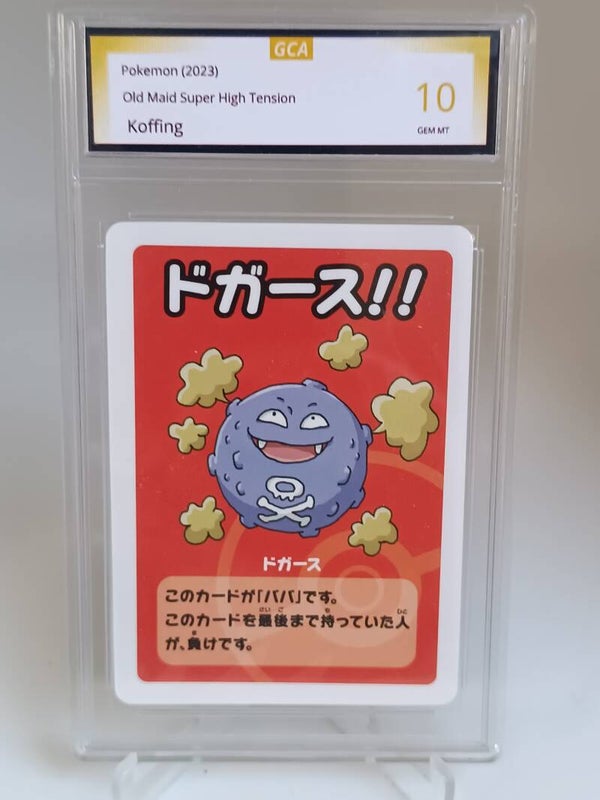 GCA
Pokemon (2023)
Old Maid Super High Tension
Koffing
10
GEM MT
ドガース!!
ドガース
このカードが「ババ」です。
このカードを最後まで持っていた人
が、負けです。